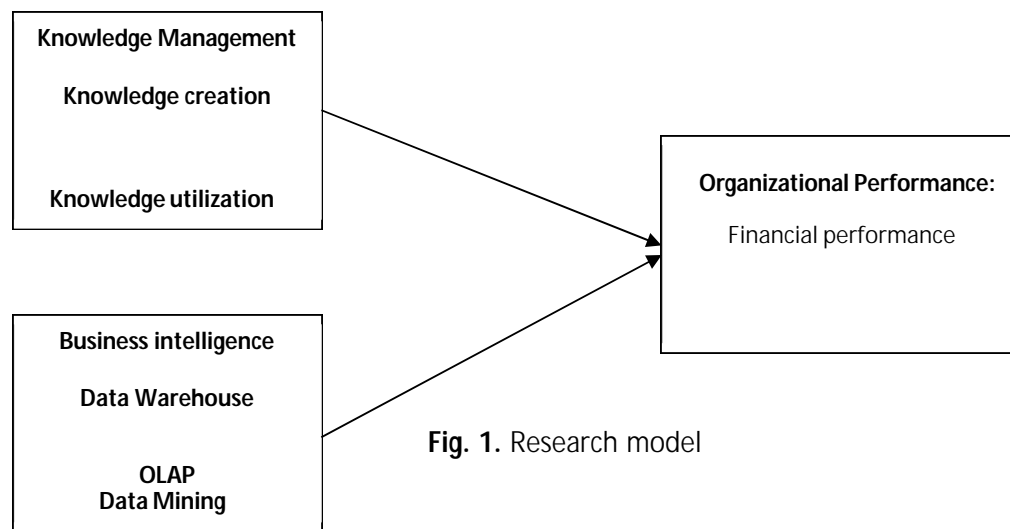 Knowledge Management
Knowledge creation
Knowledge utilization
Organizational Performance:
Financial performance
Business intelligence
Data Warehouse
OLAP
Data Mining
Fig. 1. Research model